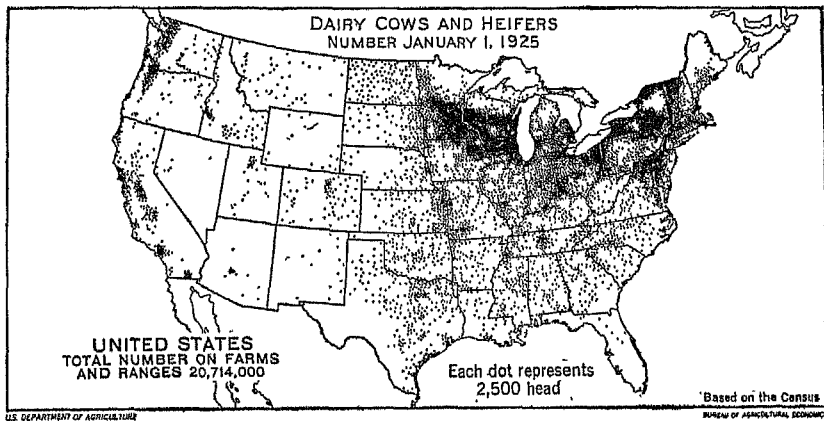 DAIRY COWS AND HEIFERS
NUMBER JANUARY 1, 1925
UNITED STATES
TOTAL NUMBER ON FARMS
AND RANGES 20,714,000
Each dot represents
2,500 head
Based on the Census
U.S. DEPARTMENT OF AGRICULTURE
BUREAU OF AGRICULTURAL ECONOMIC